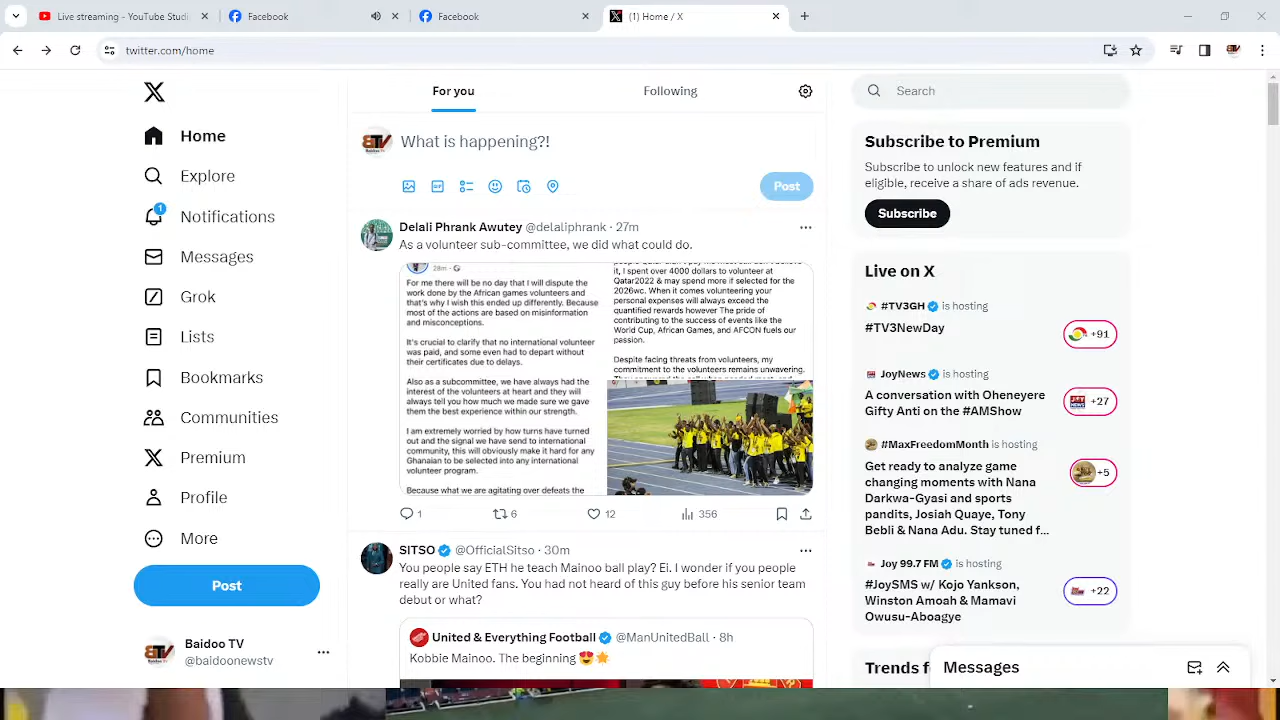 Live streaming - YouTube Studi
Facebook
Facebook
(1) Home / X
twitter.com/home
Home
Explore
1
Notifications
Messages
Grok
Lists
Bookmarks
Communities
Premium
Profile
More
Post
Baidoo TV
@baidoonewstv
For you
Following
BTV
Baidoo TV
What is happening?!
GIF
Post
Delali Phrank Awutey @delaliphrank · 27m
As a volunteer sub-committee, we did what could do.
28m
For me there will be no day that I will dispute the
work done by the African games volunteers and
that's why I wish this ended up differently. Because
most of the actions are based on misinformation
and misconceptions.
It's crucial to clarify that no international volunteer
was paid, and some even had to depart without
their certificates due to delays.
Also as a subcommittee, we have always had the
interest of the volunteers at heart and they will
always tell you how much we made sure we gave
them the best experience within our strength.
I am extremely worried by how turns have turned
out and the signal we have send to international
community, this will obviously make it hard for any
Ghanaian to be selected into any international
volunteer program.
Because what we are agitating over defeats the
it, I spent over 4000 dollars to volunteer at
Qatar2022 & may spend more if selected for the
2026wc. When it comes volunteering your
personal expenses will always exceed the
quantified rewards however The pride of
contributing to the success of events like the
World Cup, African Games, and AFCON fuels our
passion.
Despite facing threats from volunteers, my
commitment to the volunteers remains unwavering.
1
6
12
356
SITSO @OfficialSitso · 30m
You people say ETH he teach Mainoo ball play? Ei. I wonder if you people
really are United fans. You had not heard of this guy before his senior team
debut or what?
United & Everything Football @ManUnitedBall · 8h
Kobbie Mainoo. The beginning 😍🌟
Search
Subscribe to Premium
Subscribe to unlock new features and if
eligible, receive a share of ads revenue.
Subscribe
Live on X
#TV3GH is hosting
#TV3NewDay
+91
JoyNews is hosting
A conversation with Oheneyere
Gifty Anti on the #AMShow
+27
#MaxFreedomMonth is hosting
Get ready to analyze game
changing moments with Nana
Darkwa-Gyasi and sports
pandits, Josiah Quaye, Tony
Bebli & Nana Adu. Stay tuned f...
+5
Joy 99.7 FM is hosting
#JoySMS w/ Kojo Yankson,
Winston Amoah & Mamavi
Owusu-Aboagye
+22
Trends f
Messages